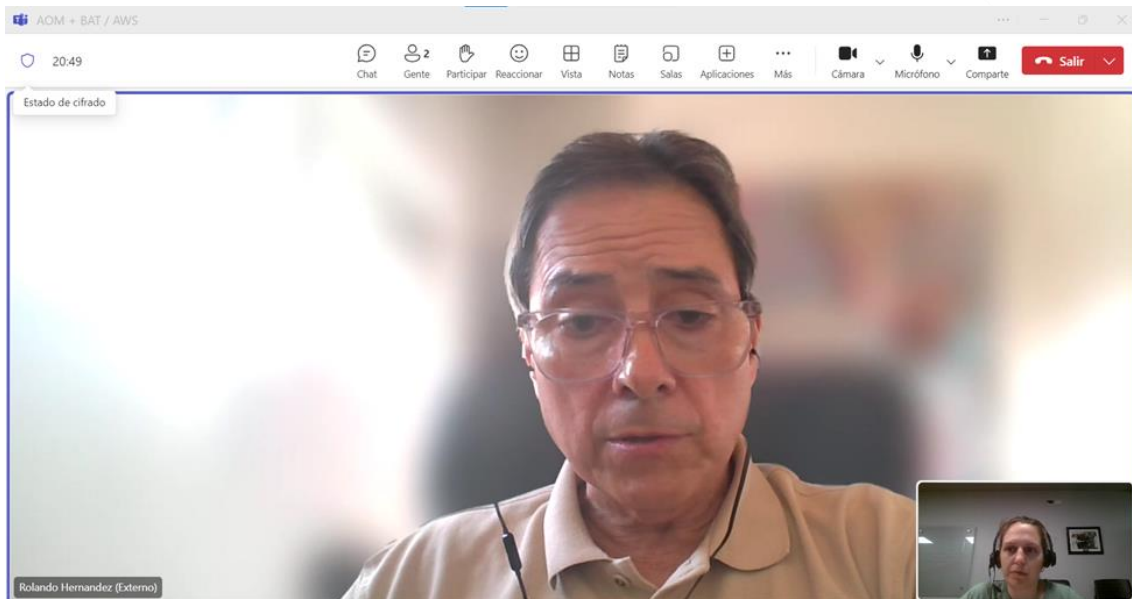 AOM + BAT / AWS
20:49
Chat
Gente 2
Participar
Reaccionar
Vista
Notas
Salas
Aplicaciones
Más
Cámara
Micrófono
Comparte
Salir
Estado de cifrado
Rolando Hernandez (Externo)